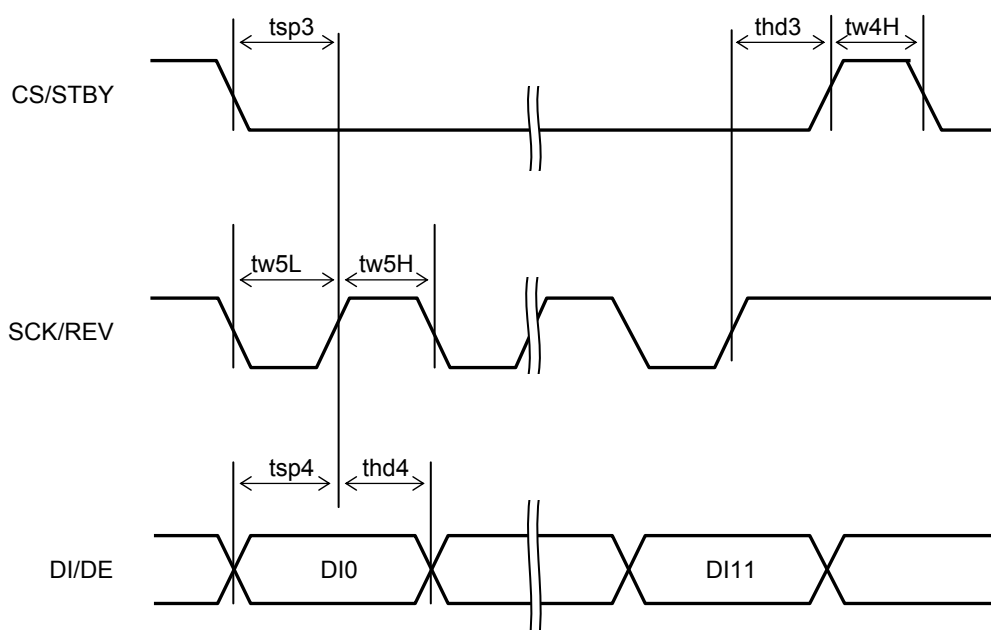 tsp3
thd3
tw4H
CS/STBY
tw5L
tw5H
SCK/REV
tsp4
thd4
DI/DE
DI0
DI11